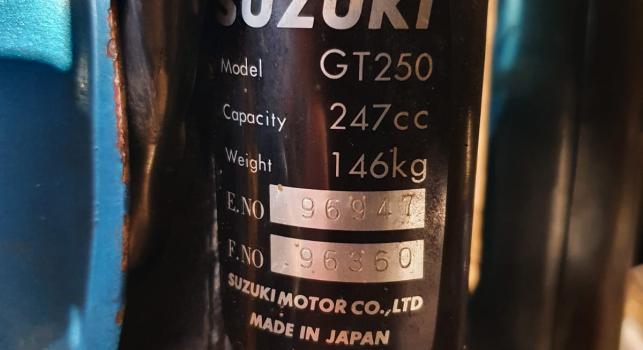 SUZUKI
Model GT250
Capacity 247cc
Weight 146kg
E.NO 96947
F.NO 96360
SUZUKI MOTOR CO.,LTD
MADE IN JAPAN